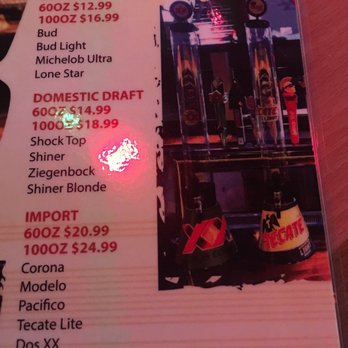 60OZ $12.99
100OZ $16.99
Bud
Bud Light
Michelob Ultra
Lone Star
DOMESTIC DRAFT
60OZ $14.99
100OZ $18.99
Shock Top
Shiner
Ziegenbock
Shiner Blonde
IMPORT
60OZ $20.99
100OZ $24.99
Corona
Modelo
Pacifico
Tecate Lite
Dos XX
XX
TECATE